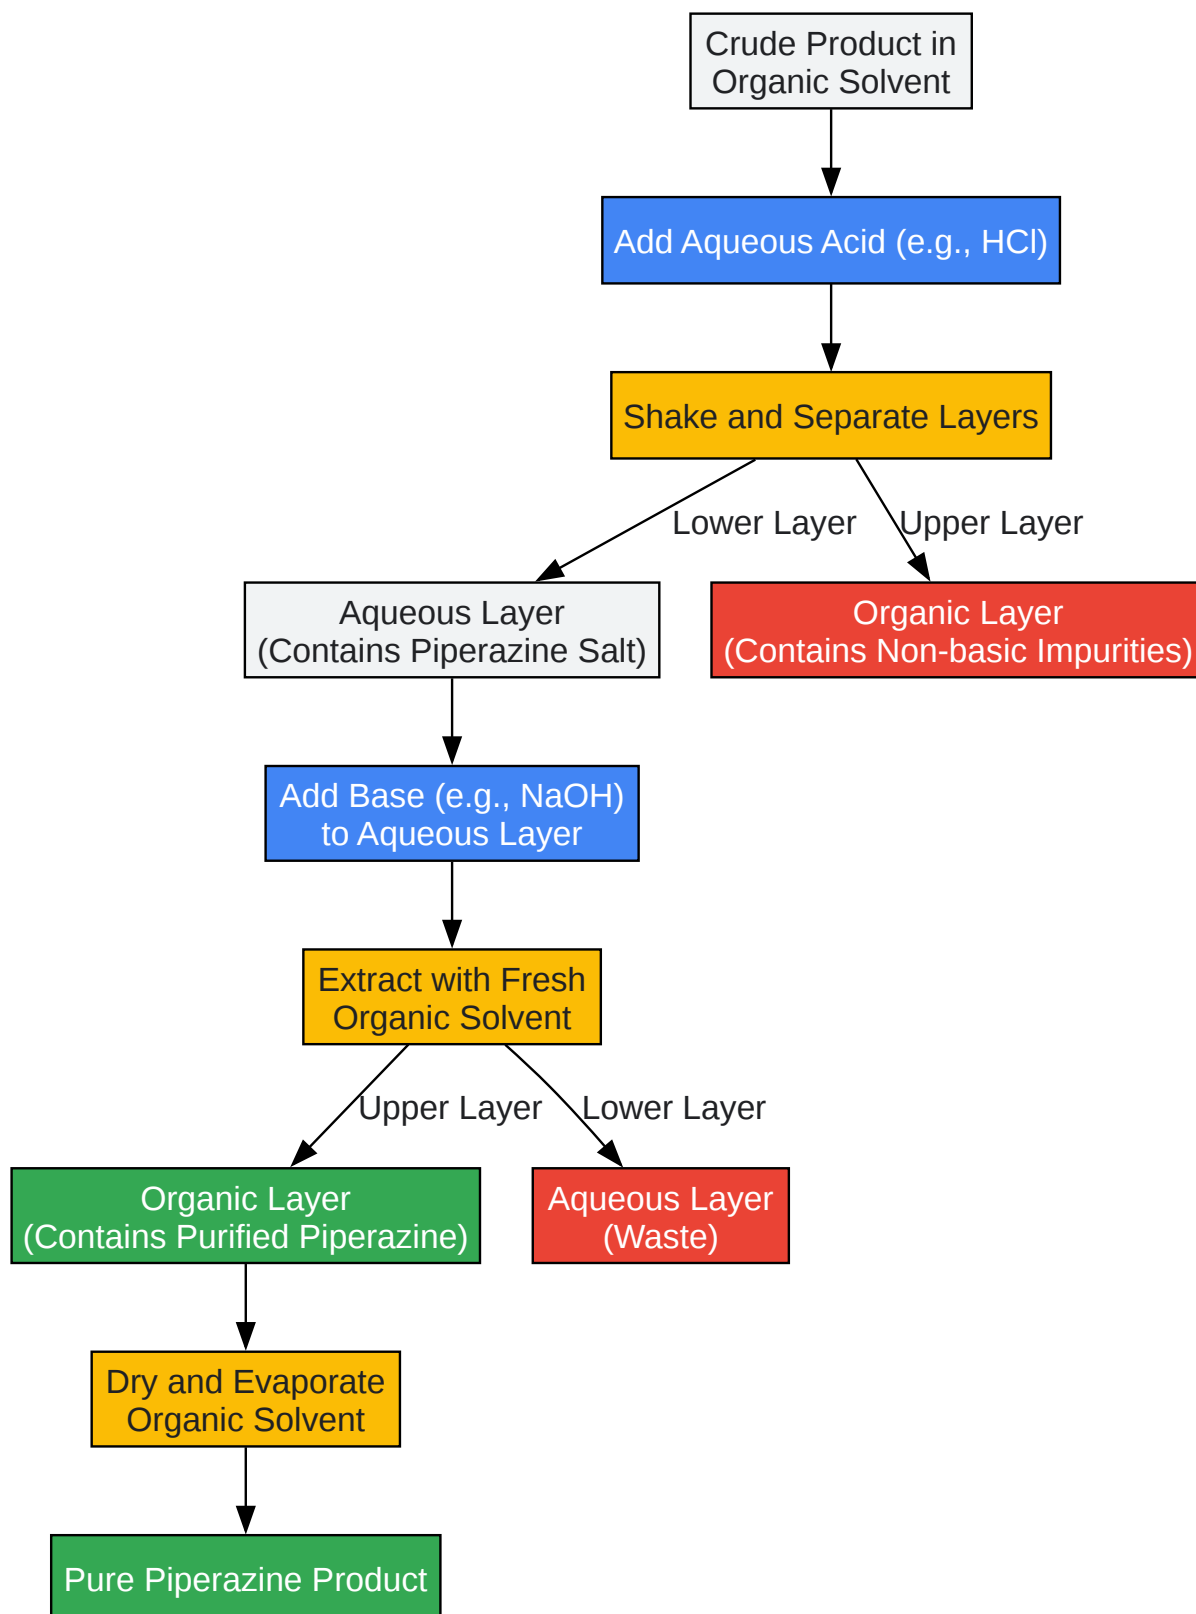 Crude Product in
Organic Solvent
Add Aqueous Acid (e.g., HCl)
Shake and Separate Layers
Lower Layer
Upper Layer
Aqueous Layer
(Contains Piperazine Salt)
Organic Layer
(Contains Non-basic Impurities)
Add Base (e.g., NaOH)
to Aqueous Layer
Extract with Fresh
Organic Solvent
Upper Layer
Lower Layer
Organic Layer
(Contains Purified Piperazine)
Aqueous Layer
(Waste)
Dry and Evaporate
Organic Solvent
Pure Piperazine Product